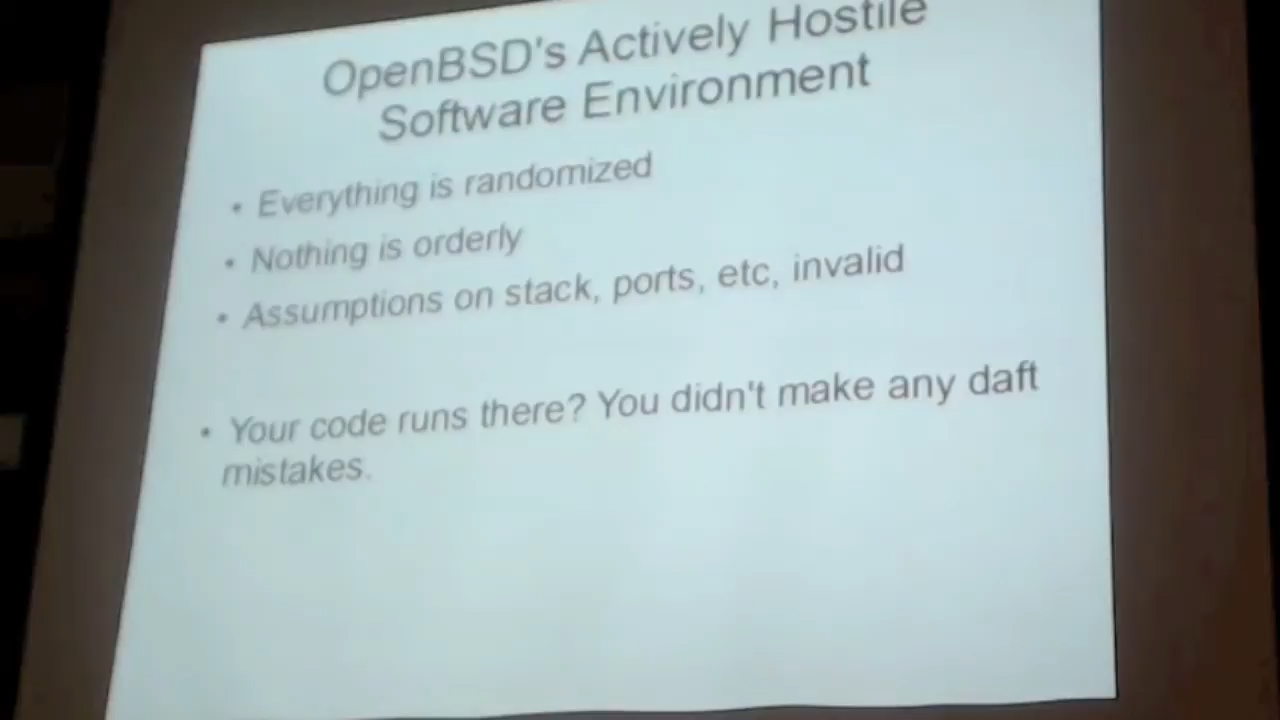 OpenBSD's Actively Hostile
Software Environment
• Everything is randomized
• Nothing is orderly
• Assumptions on stack, ports, etc, invalid
• Your code runs there? You didn't make any daft
mistakes.